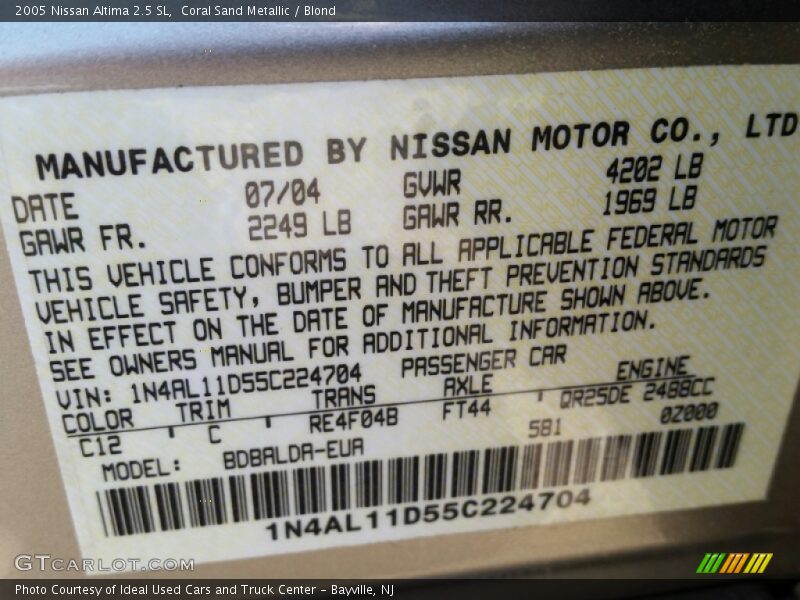 2005 Nissan Altima 2.5 SL,  Coral Sand Metallic / Blond
MANUFACTURED BY NISSAN MOTOR CO., LTD
DATE 07/04 GVWR 4202 LB
GAWR FR. 2249 LB GAWR RR. 1969 LB
THIS VEHICLE CONFORMS TO ALL APPLICABLE FEDERAL MOTOR
VEHICLE SAFETY, BUMPER AND THEFT PREVENTION STANDARDS
IN EFFECT ON THE DATE OF MANUFACTURE SHOWN ABOVE.
SEE OWNERS MANUAL FOR ADDITIONAL INFORMATION.
VIN: 1N4AL11D55C224704 PASSENGER CAR
COLOR TRIM TRANS AXLE ENGINE
C12 C RE4F04B FT44 QR25DE 2488CC
MODEL: BDBALDA-EUA 581 0Z000
1N4AL11D55C224704
GTCarLot.com
Photo Courtesy of Ideal Used Cars and Truck Center – Bayville, NJ